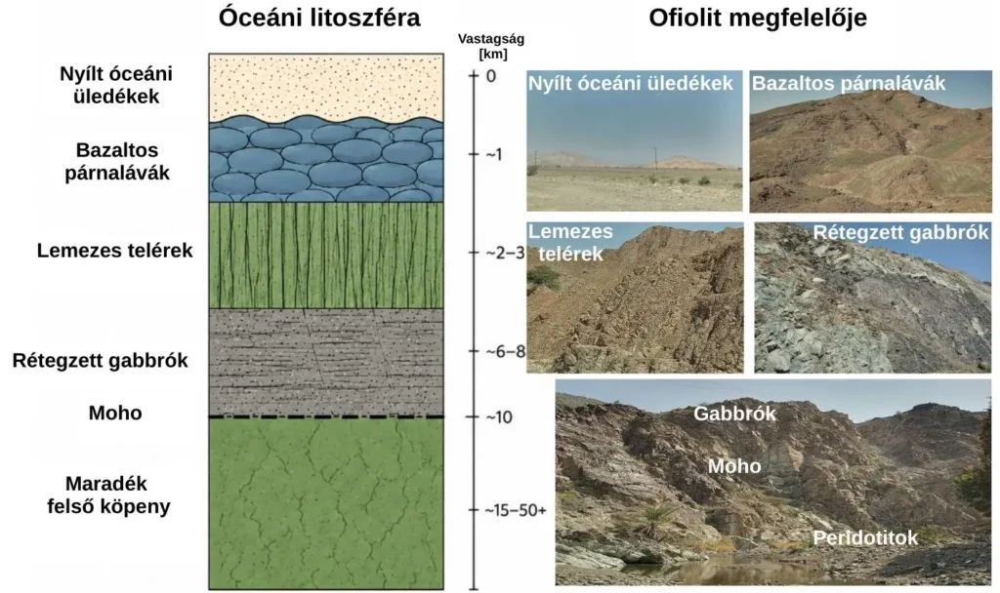 Óceáni litoszféra
Ofiolit megfelelője
Vastagság
[km]
Nyílt óceáni
üledékek
Bazaltos
párnalávák
Lemezes telérek
Rétegzett gabbrók
Moho
Maradék
felső köpeny
0
~1
~2–3
~6–8
~10
~15–50+
Nyílt óceáni üledékek
Bazaltos párnalávák
Lemezes
telérek
Rétegzett gabbrók
Gabbrók
Moho
Peridotitok